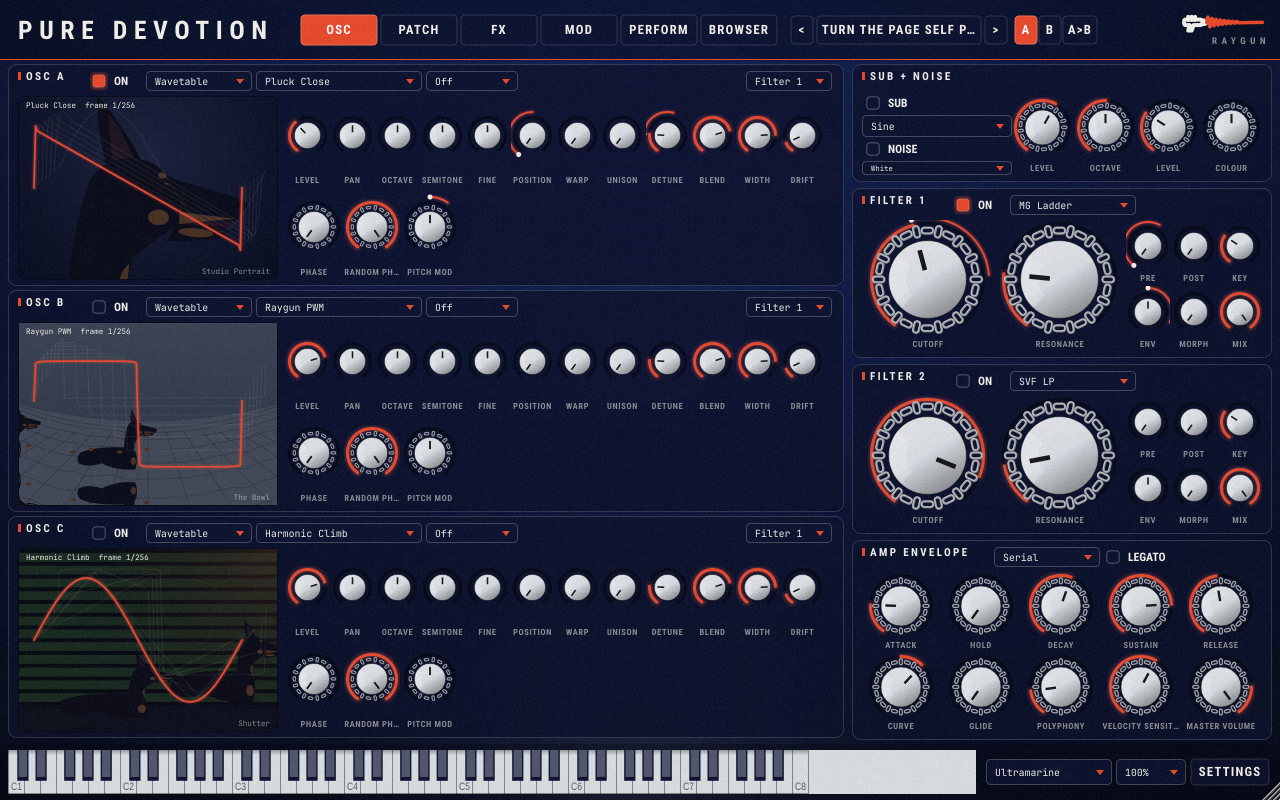 PURE DEVOTION OSC PATCH FX MOD PERFORM BROWSER < TURN THE PAGE SELF P… > A B A>B RAYGUN
OSC A ON Wavetable Pluck Close Off Filter 1
Pluck Close frame 1/256
LEVEL PAN OCTAVE SEMITONE FINE POSITION WARP UNISON DETUNE BLEND WIDTH DRIFT
Studio Portrait
PHASE RANDOM PH… PITCH MOD
OSC B ON Wavetable Raygun PWM Off Filter 1
Raygun PWM frame 1/256
LEVEL PAN OCTAVE SEMITONE FINE POSITION WARP UNISON DETUNE BLEND WIDTH DRIFT
The Bowl
PHASE RANDOM PH… PITCH MOD
OSC C ON Wavetable Harmonic Climb Off Filter 1
Harmonic Climb frame 1/256
LEVEL PAN OCTAVE SEMITONE FINE POSITION WARP UNISON DETUNE BLEND WIDTH DRIFT
Shutter
PHASE RANDOM PH… PITCH MOD
SUB + NOISE
SUB
Sine
NOISE
White
LEVEL OCTAVE LEVEL COLOUR
FILTER 1 ON MG Ladder
PRE POST KEY
CUTOFF RESONANCE ENV MORPH MIX
FILTER 2 ON SVF LP
PRE POST KEY
CUTOFF RESONANCE ENV MORPH MIX
AMP ENVELOPE Serial LEGATO
ATTACK HOLD DECAY SUSTAIN RELEASE
CURVE GLIDE POLYPHONY VELOCITY SENSIT… MASTER VOLUME
C1 C2 C3 C4 C5 C6 C7 C8
Ultramarine 100% SETTINGS